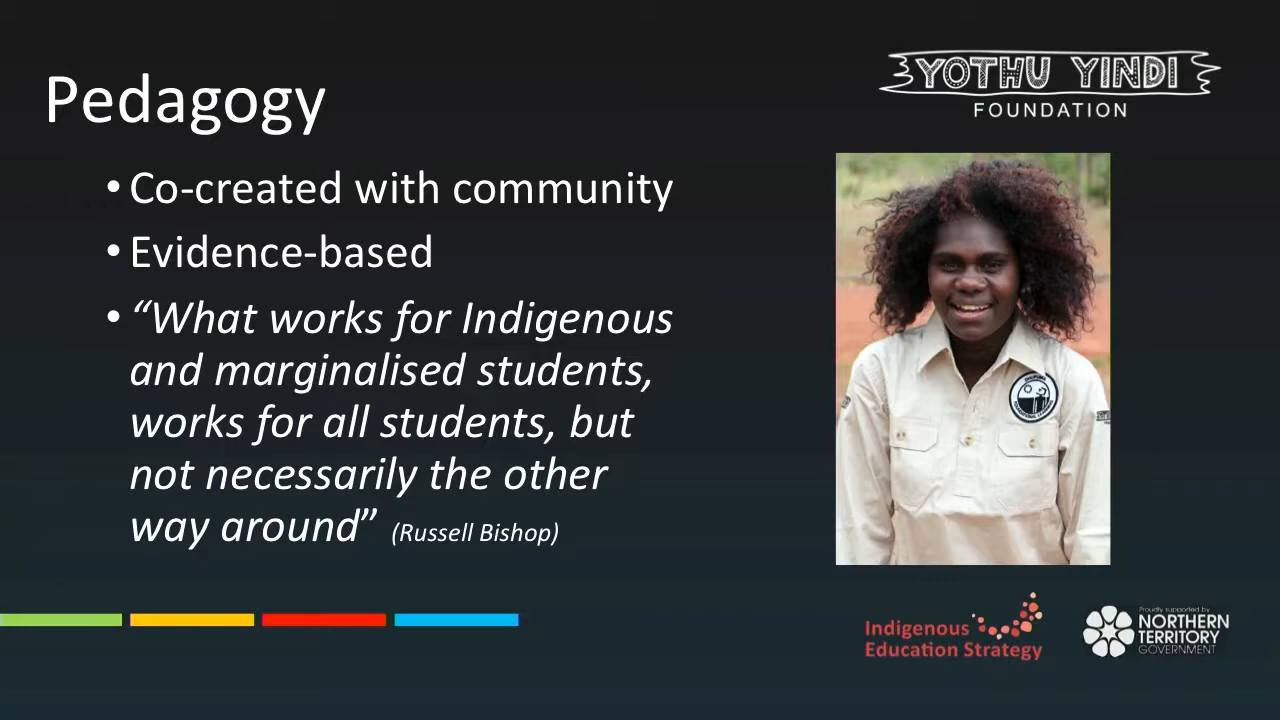 Pedagogy
YOTHU YINDI
FOUNDATION
• Co-created with community
• Evidence-based
• “What works for Indigenous
and marginalised students,
works for all students, but
not necessarily the other
way around” (Russell Bishop)
Indigenous
Education Strategy
Proudly supported by
NORTHERN
TERRITORY
GOVERNMENT